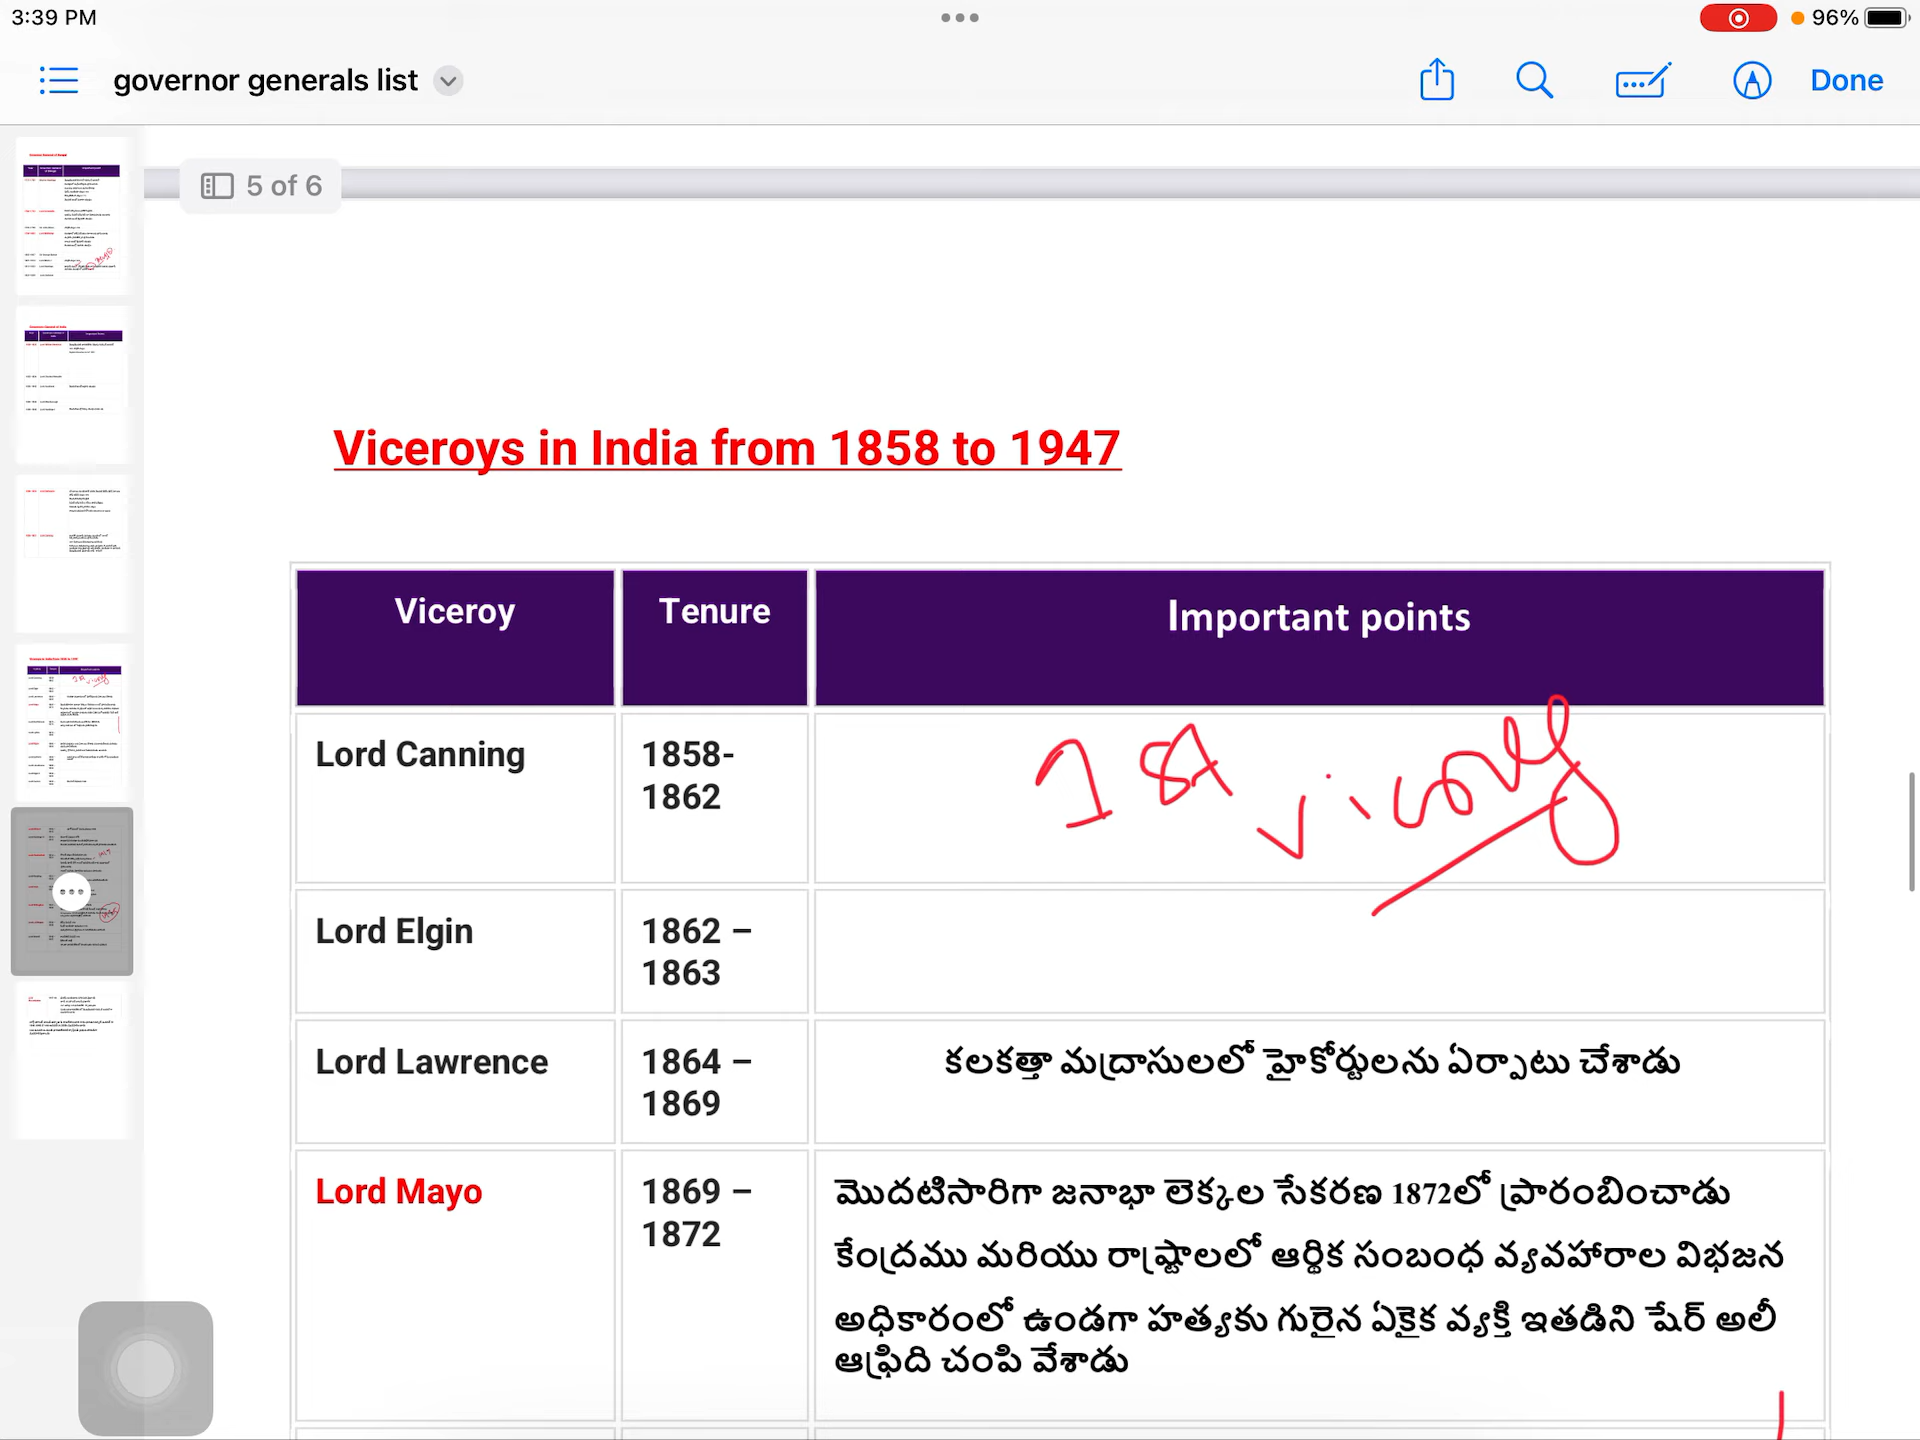 3:39 PM
96%
governor generals list
Done
5 of 6
Viceroys in India from 1858 to 1947
Viceroy
Tenure
Important points
Lord Canning
1858-
1862
1st viceroy
Lord Elgin
1862 –
1863
Lord Lawrence
1864 –
1869
కలకత్తా మద్రాసులలో హైకోర్టులను ఏర్పాటు చేశాడు
Lord Mayo
1869 –
1872
మొదటిసారిగా జనాభా లెక్కల సేకరణ 1872లో ప్రారంబించాడు
కేంద్రము మరియు రాష్ట్రాలలో ఆర్థిక సంబంధ వ్యవహారాల విభజన
అధికారంలో ఉండగా హత్యకు గురైన ఏకైక వ్యక్తి ఇతడిని షేర్ అలీ
ఆఫ్రిది చంపి వేశాడు